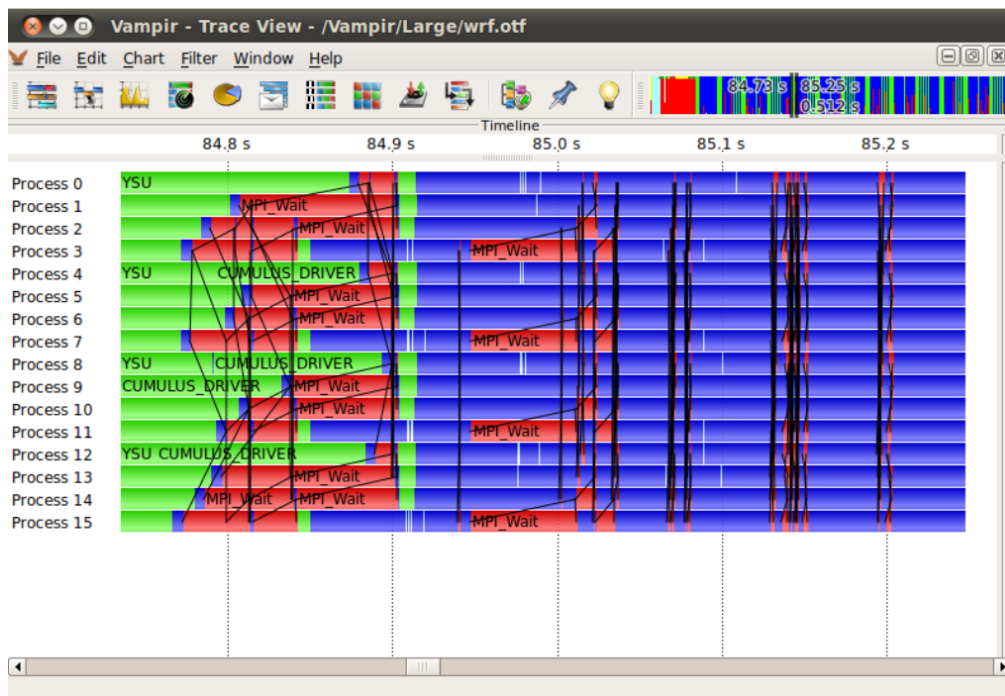 Vampir - Trace View - /Vampir/Large/wrf.otf
File Edit Chart Filter Window Help
84.73 s 85.25 s
0.512 s
Timeline
84.8 s 84.9 s 85.0 s 85.1 s 85.2 s
Process 0 YSU
Process 1 MPI_Wait
Process 2 MPI_Wait
Process 3 MPI_Wait
Process 4 YSU CUMULUS_DRIVER
Process 5 MPI_Wait
Process 6 MPI_Wait
Process 7 MPI_Wait
Process 8 YSU CUMULUS_DRIVER
Process 9 CUMULUS_DRIVER MPI_Wait
Process 10 MPI_Wait
Process 11 MPI_Wait
Process 12 YSU CUMULUS_DRIVER
Process 13 MPI_Wait
Process 14 MPI_Wait MPI_Wait
Process 15 MPI_Wait